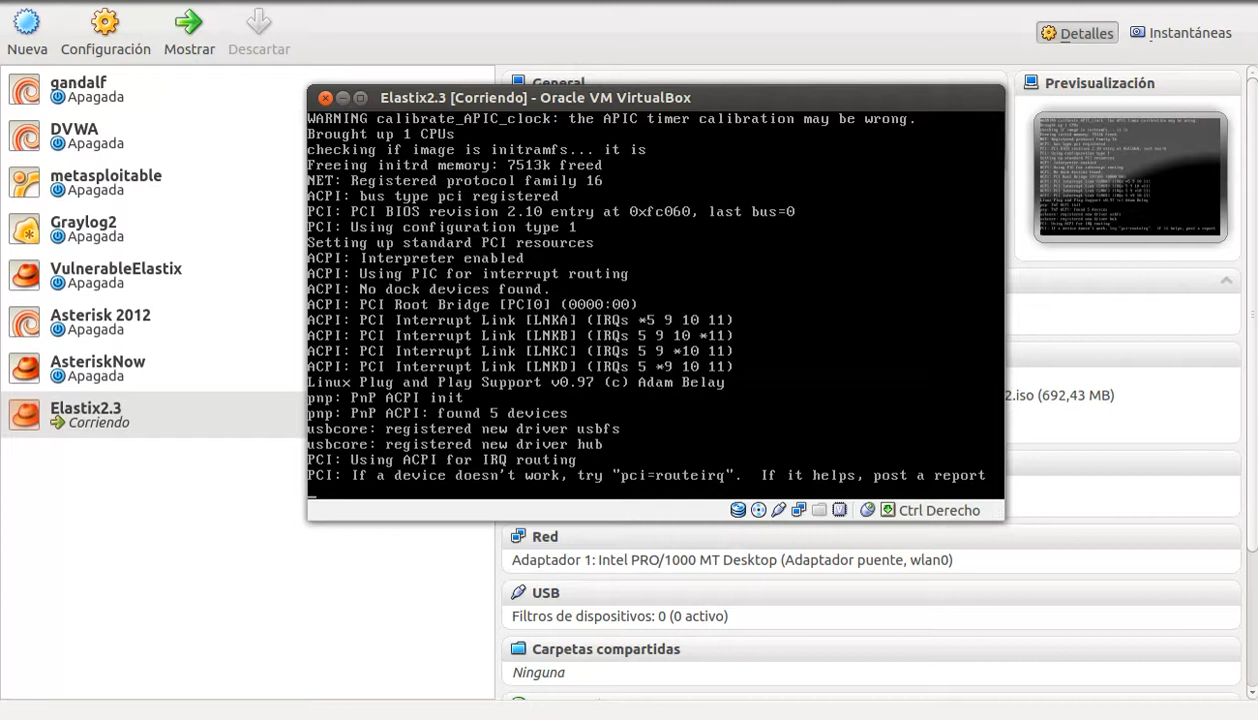 Nueva
Configuración
Mostrar
Descartar
Detalles
Instantáneas
gandalf
Apagada
DVWA
Apagada
metasploitable
Apagada
Graylog2
Apagada
VulnerableElastix
Apagada
Asterisk 2012
Apagada
AsteriskNow
Apagada
Elastix2.3
Corriendo
General
Previsualización
Elastix2.3 [Corriendo] - Oracle VM VirtualBox
WARNING calibrate_APIC_clock: the APIC timer calibration may be wrong.
Brought up 1 CPUs
checking if image is initramfs... it is
Freeing initrd memory: 7513k freed
NET: Registered protocol family 16
ACPI: bus type pci registered
PCI: PCI BIOS revision 2.10 entry at 0xfc060, last bus=0
PCI: Using configuration type 1
Setting up standard PCI resources
ACPI: Interpreter enabled
ACPI: Using PIC for interrupt routing
ACPI: No dock devices found.
ACPI: PCI Root Bridge [PCI0] (0000:00)
ACPI: PCI Interrupt Link [LNKA] (IRQs *5 9 10 11)
ACPI: PCI Interrupt Link [LNKB] (IRQs 5 9 10 *11)
ACPI: PCI Interrupt Link [LNKC] (IRQs 5 9 *10 11)
ACPI: PCI Interrupt Link [LNKD] (IRQs 5 *9 10 11)
Linux Plug and Play Support v0.97 (c) Adam Belay
pnp: PnP ACPI init
pnp: PnP ACPI: found 5 devices
usbcore: registered new driver usbfs
usbcore: registered new driver hub
PCI: Using ACPI for IRQ routing
PCI: If a device doesn't work, try "pci=routeirq".  If it helps, post a report
Ctrl Derecho
2.iso (692,43 MB)
Red
Adaptador 1: Intel PRO/1000 MT Desktop (Adaptador puente, wlan0)
USB
Filtros de dispositivos: 0 (0 activo)
Carpetas compartidas
Ninguna